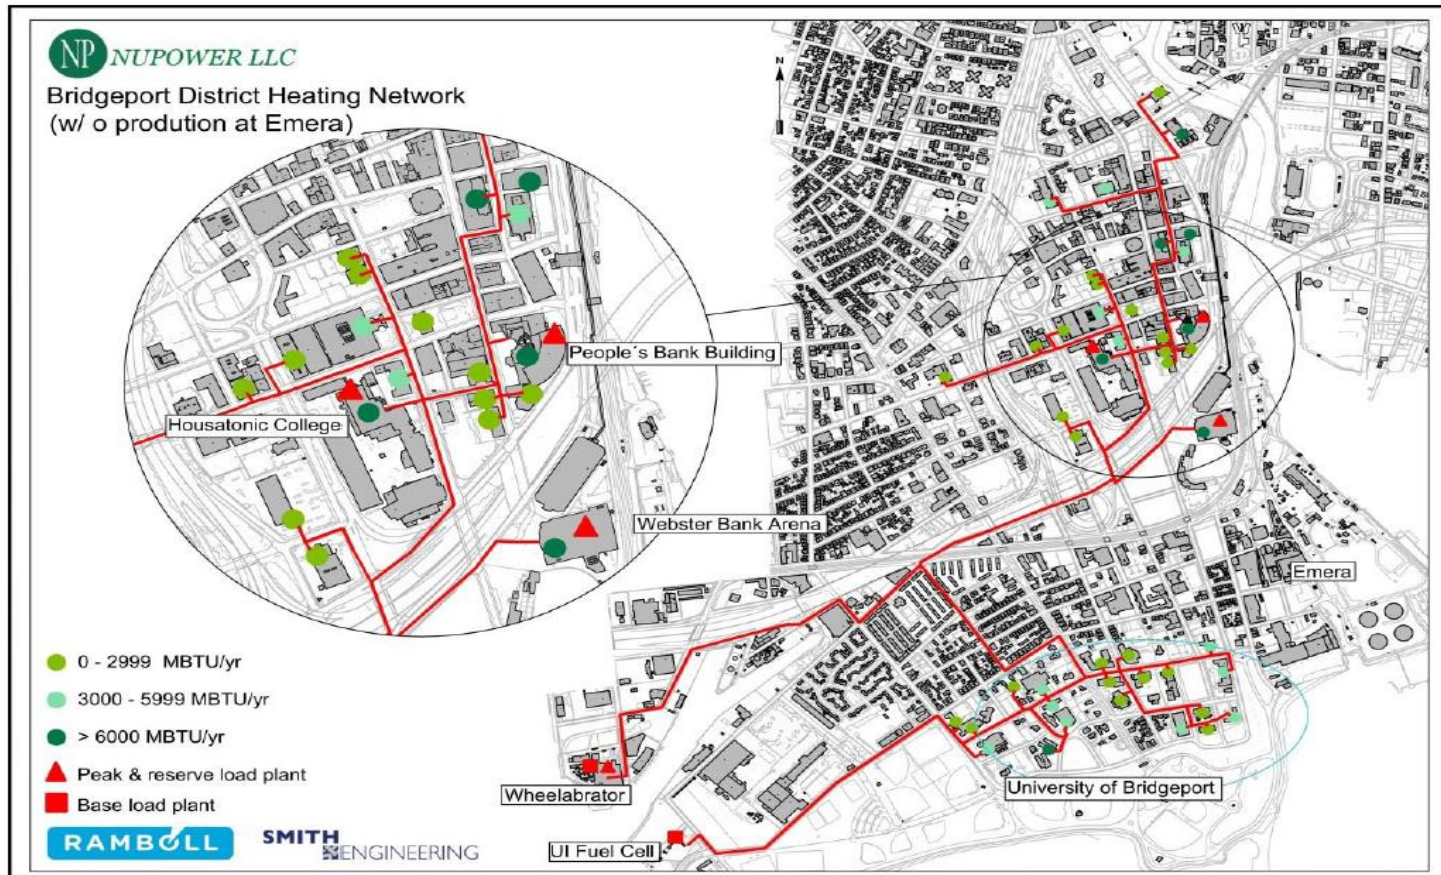 NP NUPOWER LLC
Bridgeport District Heating Network
(w/ o prodution at Emera)
N
People´s Bank Building
Housatonic College
Webster Bank Arena
Emera
0 - 2999 MBTU/yr
3000 - 5999 MBTU/yr
> 6000 MBTU/yr
Peak & reserve load plant
Base load plant
Wheelabrator
University of Bridgeport
UI Fuel Cell
RAMBOLL
SMITH
ENGINEERING